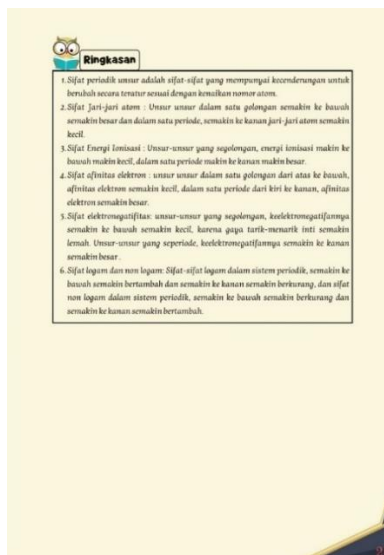 Ringkasan
1. Sifat periodik unsur adalah sifat-sifat yang mempunyai kecenderungan untuk
berubah secara teratur sesuai dengan kenaikan nomor atom.
2. Sifat Jari-jari atom : Unsur unsur dalam satu golongan semakin ke bawah
semakin besar dan dalam satu periode, semakin ke kanan jari-jari atom semakin
kecil.
3. Sifat Energi Ionisasi : Unsur-unsur yang segolongan, energi ionisasi makin ke
bawah makin kecil, dalam satu periode makin ke kanan makin besar.
4. Sifat afinitas elektron : unsur unsur dalam satu golongan dari atas ke bawah,
afinitas elektron semakin kecil, dalam satu periode dari kiri ke kanan, afinitas
elektron semakin besar.
5. Sifat elektronegatifitas: unsur-unsur yang segolongan, keelektronegatifannya
semakin ke bawah semakin kecil, karena gaya tarik-menarik inti semakin
lemah. Unsur-unsur yang seperiode, keelektronegatifannya semakin ke kanan
semakin besar .
6. Sifat logam dan non logam: Sifat-sifat logam dalam sistem periodik, semakin ke
bawah semakin bertambah dan semakin ke kanan semakin berkurang, dan sifat
non logam dalam sistem periodik, semakin ke bawah semakin berkurang dan
semakin ke kanan semakin bertambah.